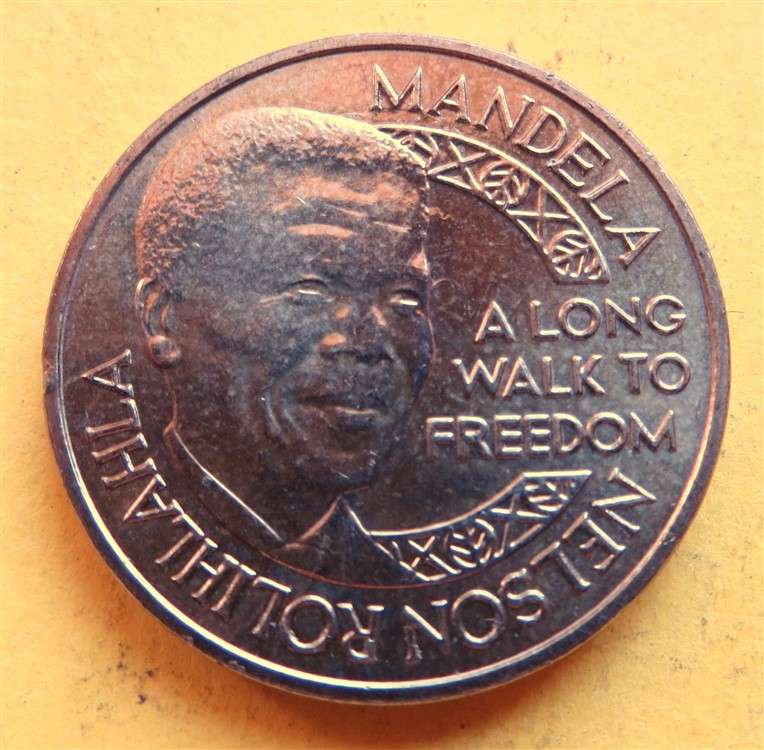 NELSON ROLIHLAHLA
MANDELA
A LONG
WALK TO
FREEDOM